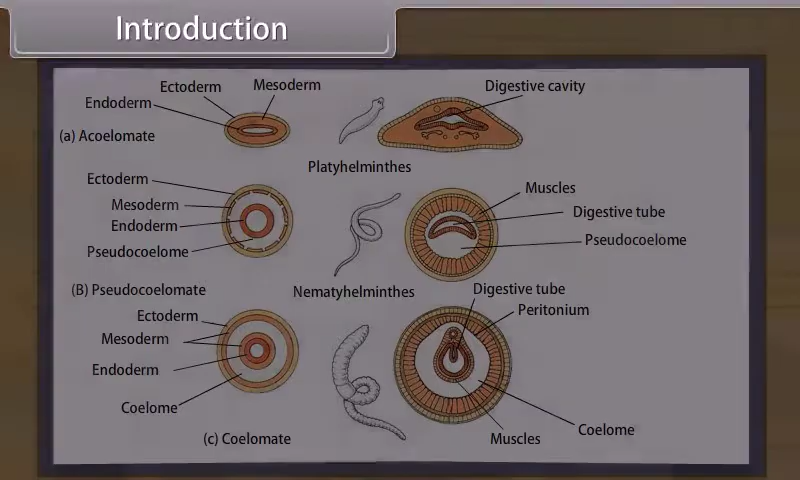 Introduction
Ectoderm
Mesoderm
Endoderm
Digestive cavity
(a) Acoelomate
Platyhelminthes
Ectoderm
Mesoderm
Endoderm
Pseudocoelome
Muscles
Digestive tube
Pseudocoelome
(B) Pseudocoelomate
Nematyhelminthes
Digestive tube
Peritonium
Ectoderm
Mesoderm
Endoderm
Coelome
(c) Coelomate
Muscles
Coelome